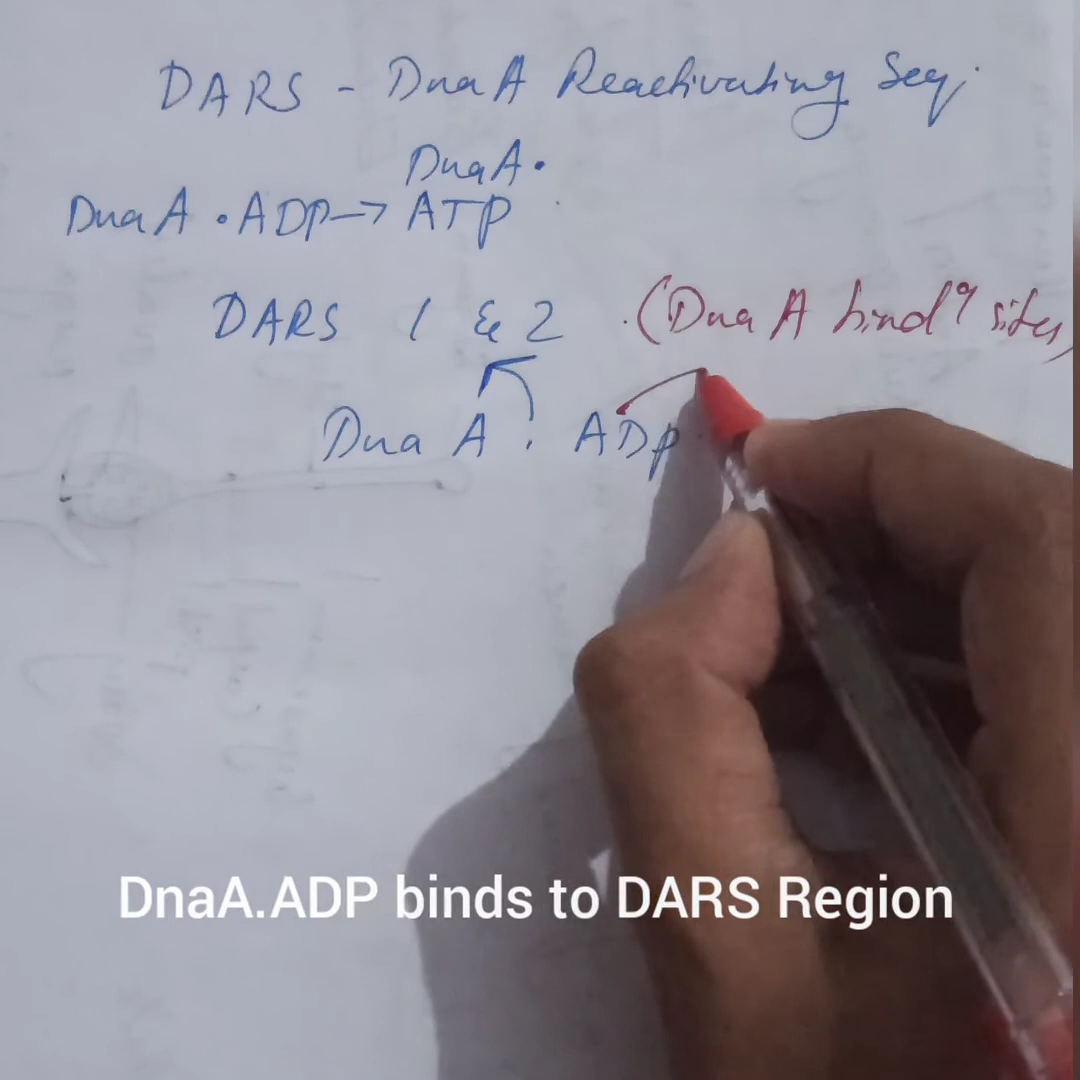 DARS - DnaA Reactivating Seq.
DnaA.
DnaA . ADP → ATP
DARS 1 & 2 (DnaA bind9 sites)
DnaA . ADP
DnaA.ADP binds to DARS Region